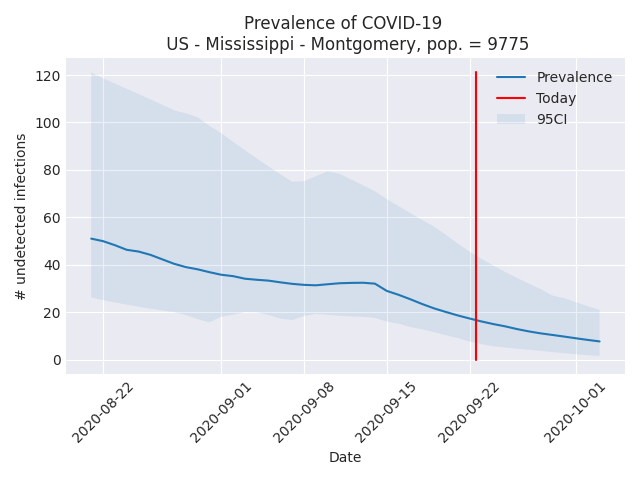 Prevalence of COVID-19
US - Mississippi - Montgomery, pop. = 9775
Prevalence
Today
95CI
# undetected infections
120
100
80
60
40
20
0
2020-08-22
2020-09-01
2020-09-08
2020-09-15
2020-09-22
2020-10-01
Date